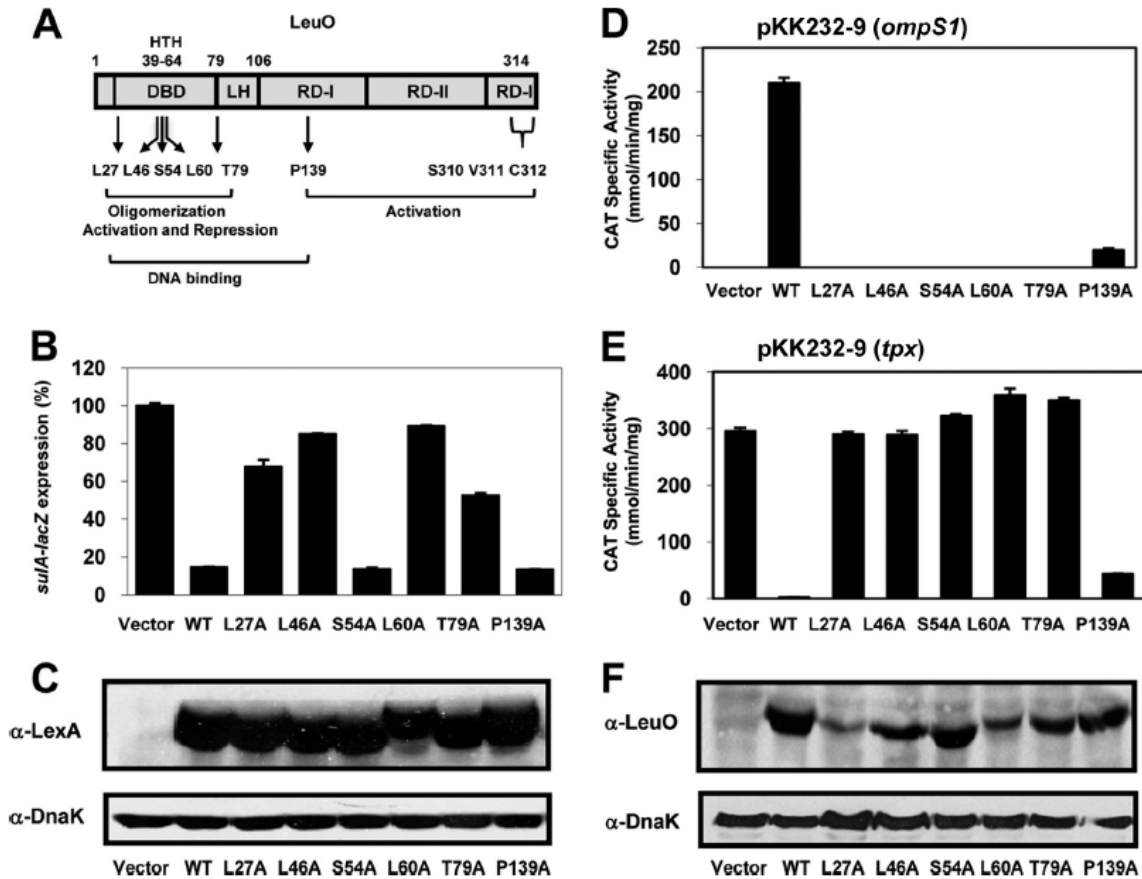 A
LeuO
HTH
1 39-64 79 106 314
DBD LH RD-I RD-II RD-I
L27 L46 S54 L60 T79 P139 S310 V311 C312
Oligomerization
Activation and Repression
Activation
DNA binding
B
sulA-lacZ expression (%)
120
100
80
60
40
20
0
Vector WT L27A L46A S54A L60A T79A P139A
C
α-LexA
α-DnaK
Vector WT L27A L46A S54A L60A T79A P139A
D
pKK232-9 (ompS1)
CAT Specific Activity
(mmol/min/mg)
250
200
150
100
50
0
Vector WT L27A L46A S54A L60A T79A P139A
E
pKK232-9 (tpx)
CAT Specific Activity
(mmol/min/mg)
400
300
200
100
0
Vector WT L27A L46A S54A L60A T79A P139A
F
α-LeuO
α-DnaK
Vector WT L27A L46A S54A L60A T79A P139A